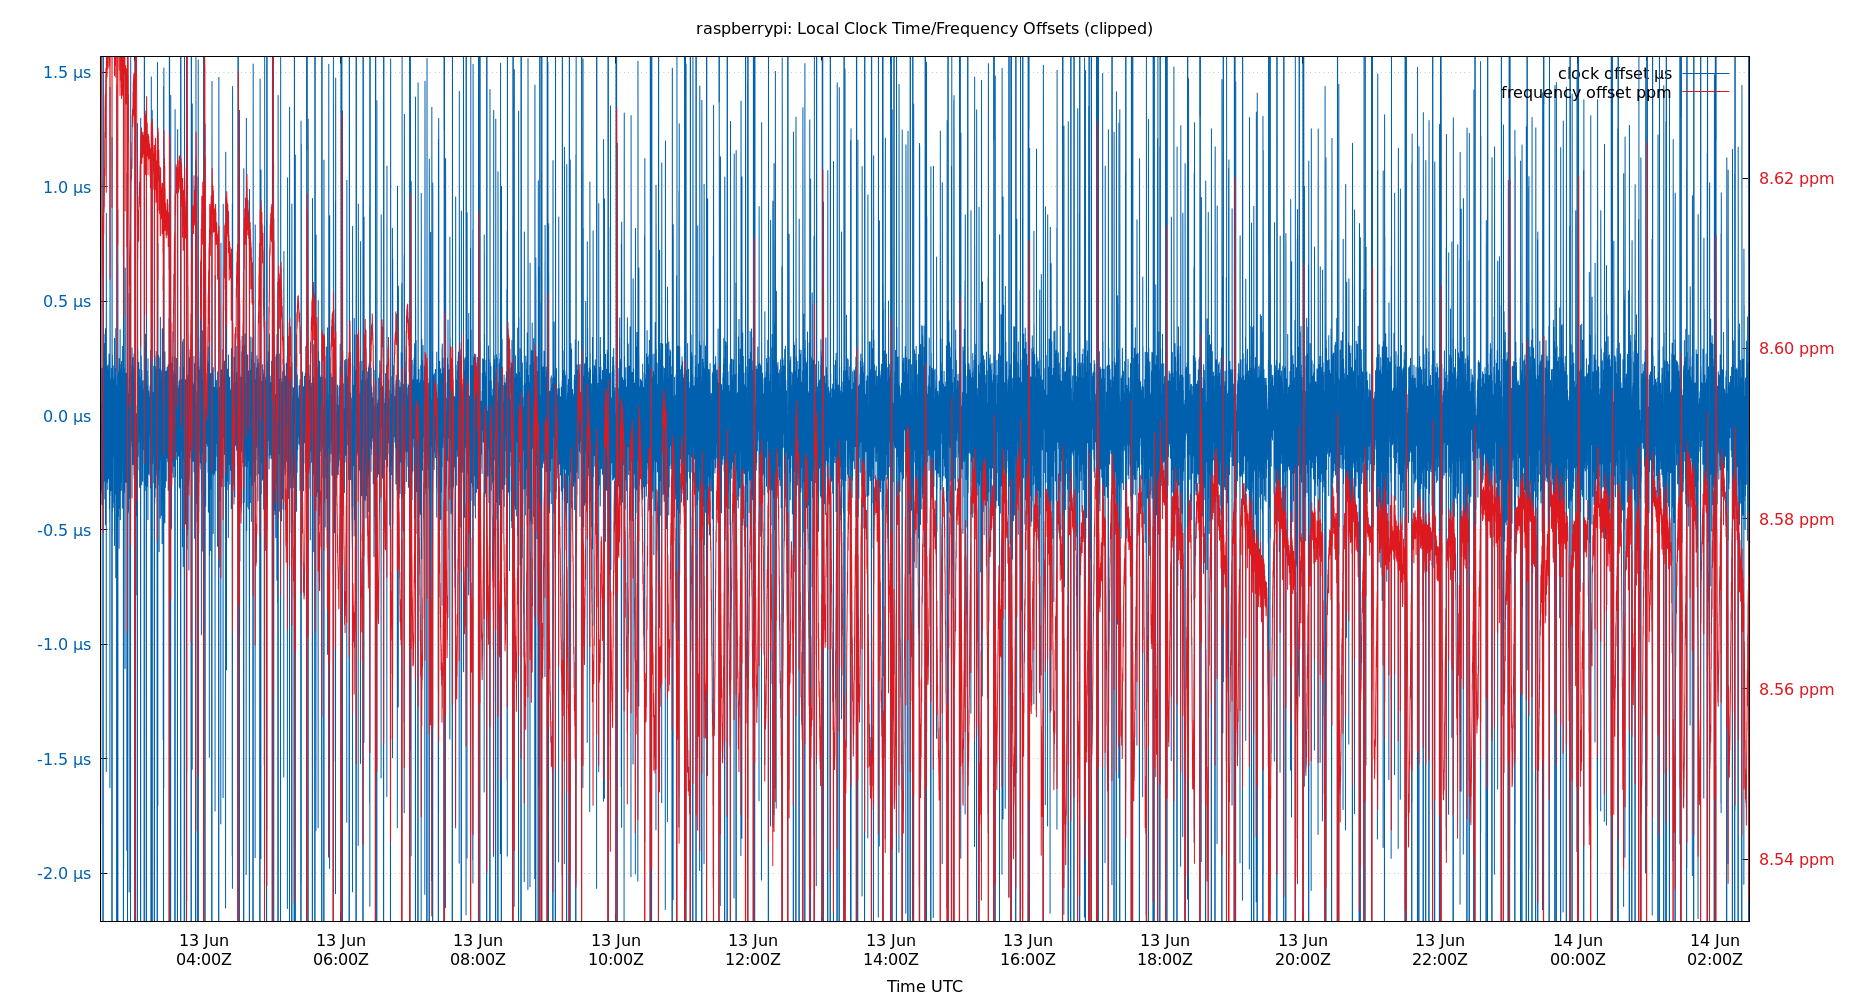 raspberrypi: Local Clock Time/Frequency Offsets (clipped)
clock offset µs
frequency offset ppm
1.5 µs
1.0 µs
0.5 µs
0.0 µs
-0.5 µs
-1.0 µs
-1.5 µs
-2.0 µs
8.62 ppm
8.60 ppm
8.58 ppm
8.56 ppm
8.54 ppm
13 Jun
04:00Z
13 Jun
06:00Z
13 Jun
08:00Z
13 Jun
10:00Z
13 Jun
12:00Z
13 Jun
14:00Z
13 Jun
16:00Z
13 Jun
18:00Z
13 Jun
20:00Z
13 Jun
22:00Z
14 Jun
00:00Z
14 Jun
02:00Z
Time UTC